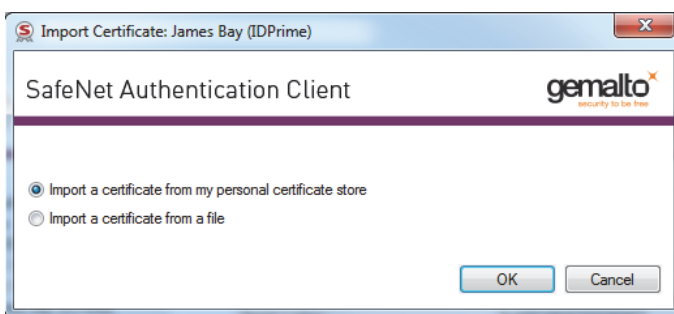 Import Certificate: James Bay (IDPrime)
SafeNet Authentication Client
gemalto
security to be free
Import a certificate from my personal certificate store
Import a certificate from a file
OK
Cancel